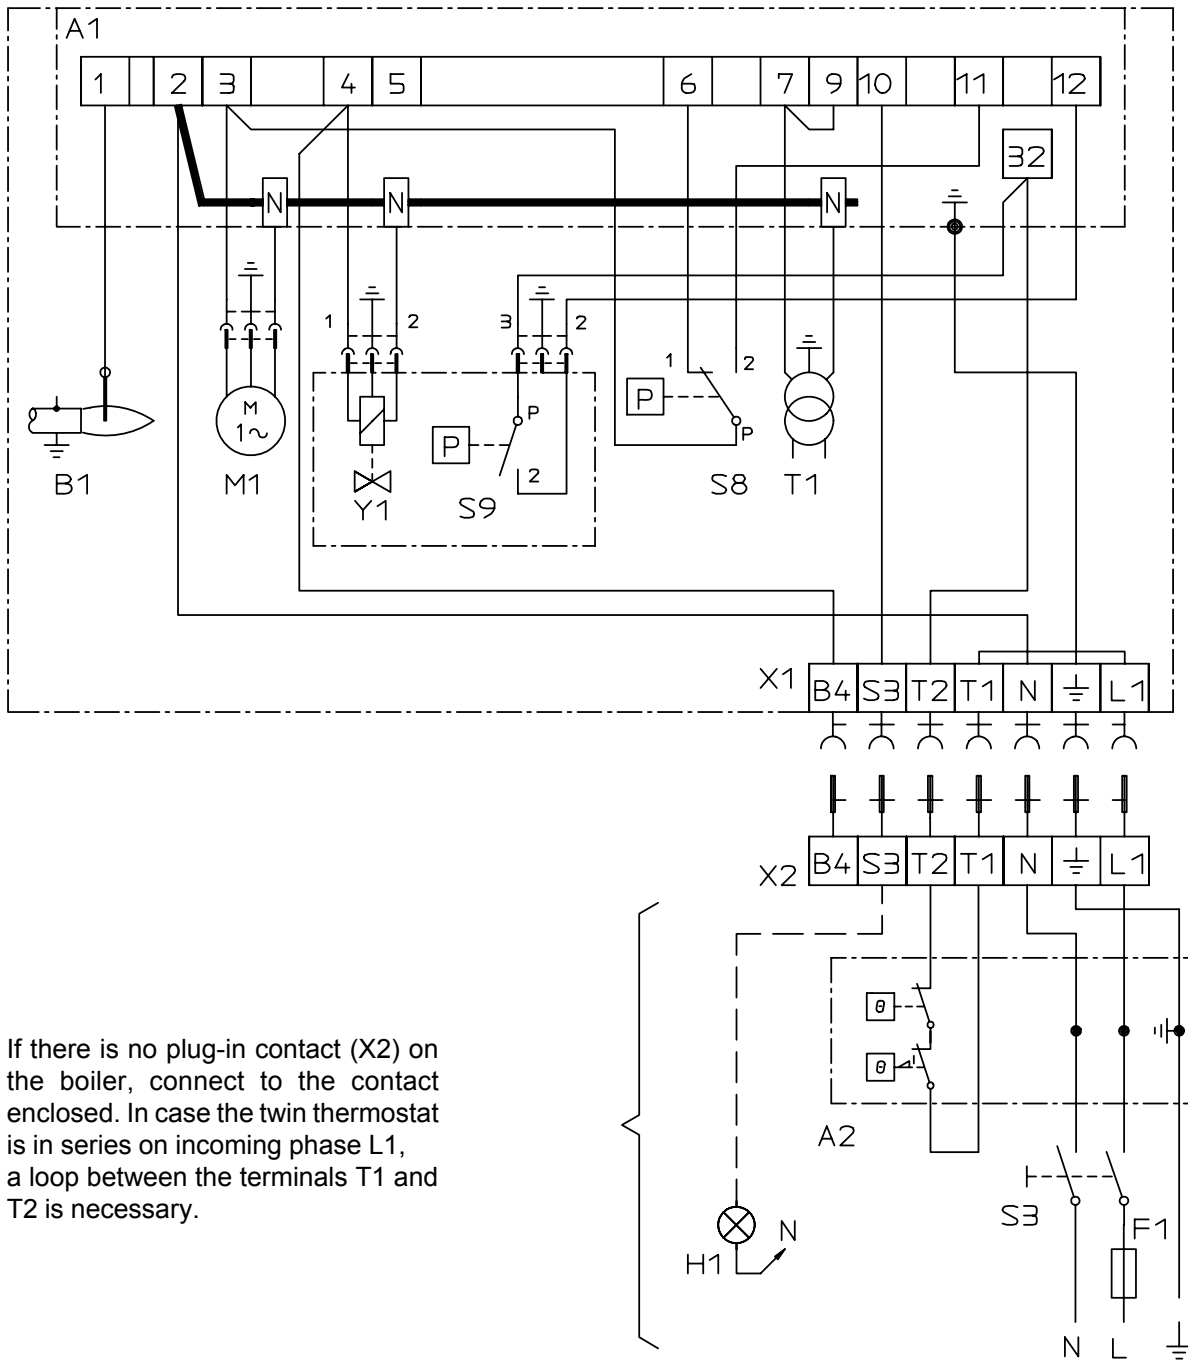 A1
1 2 3 4 5 6 7 9 10 11 12
32
N N N
1 2 3 2
1 2
M
1~
P P P
P
2
B1 M1 Y1 S9 S8 T1
X1 B4 S3 T2 T1 N L1
X2 B4 S3 T2 T1 N L1
θ
θ
A2
If there is no plug-in contact (X2) on
the boiler, connect to the contact
enclosed. In case the twin thermostat
is in series on incoming phase L1,
a loop between the terminals T1 and
T2 is necessary.
S3 F1
N
H1
N L